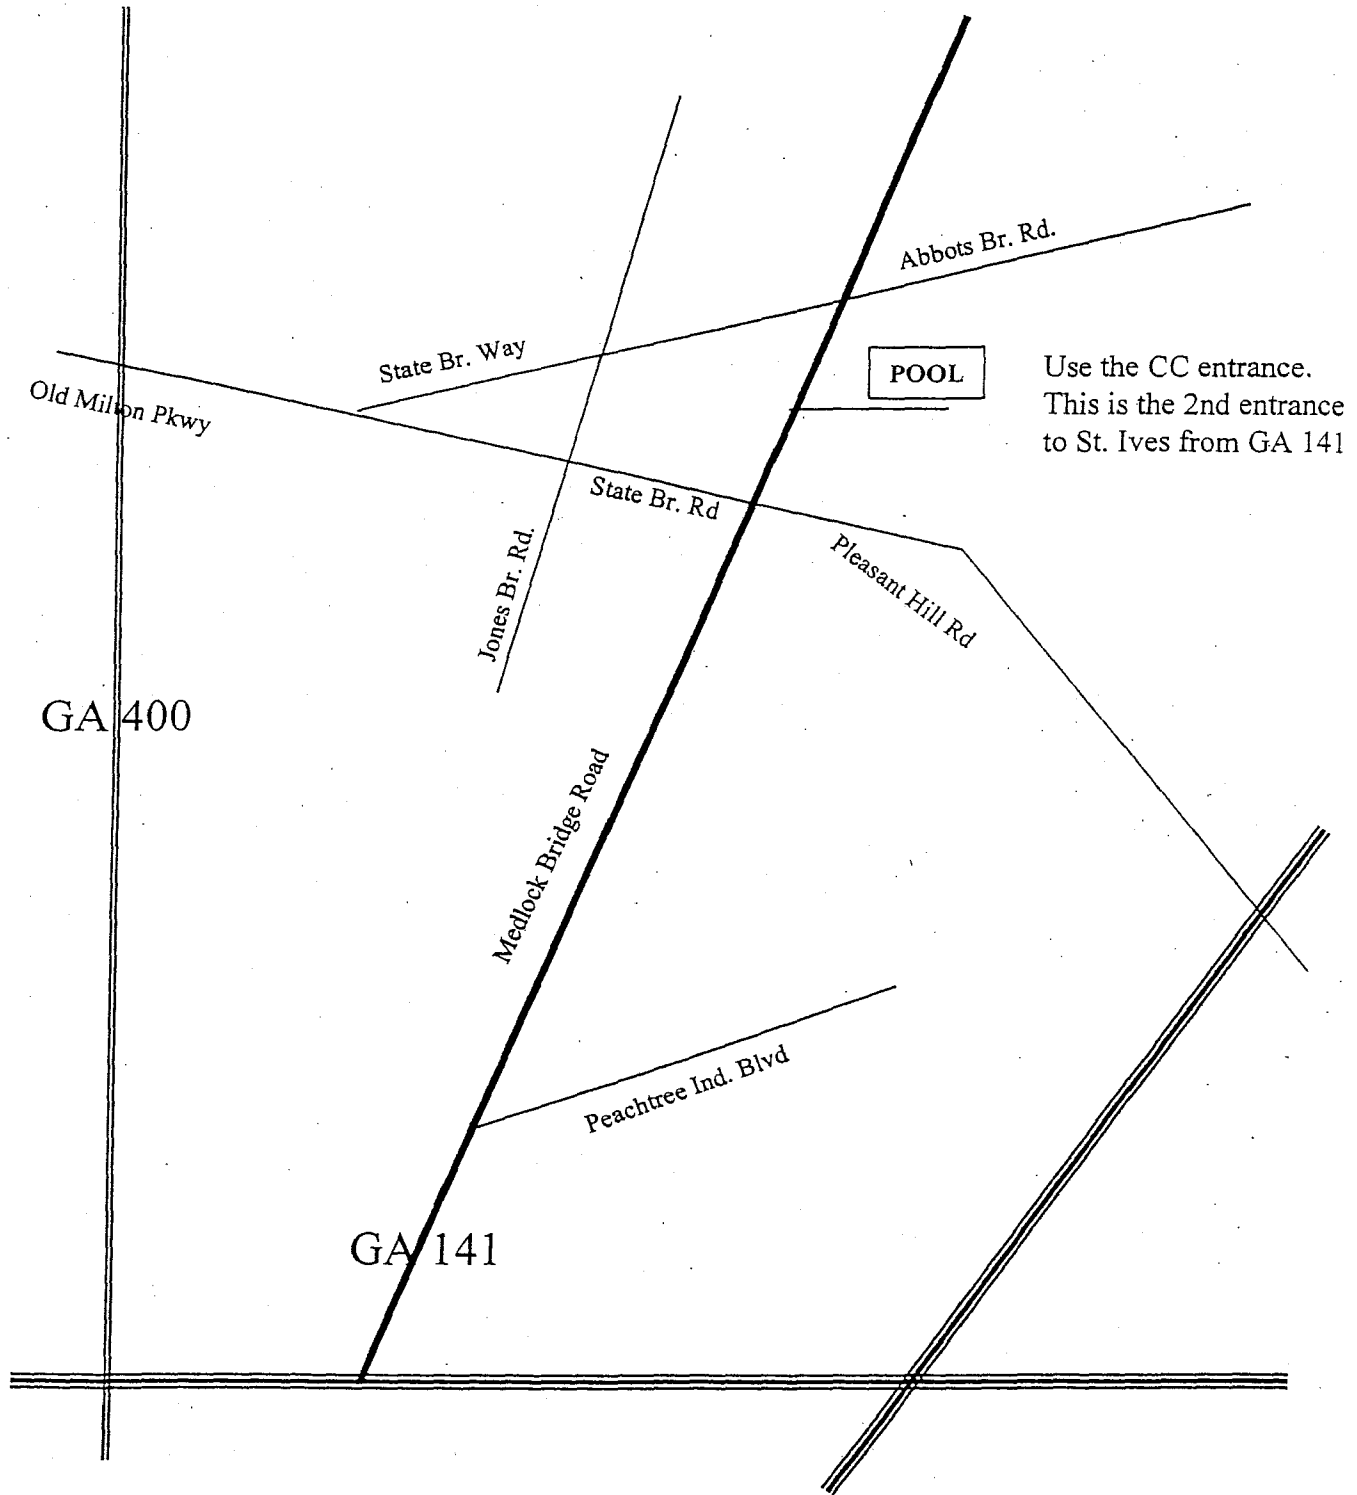 Abbots Br. Rd.
State Br. Way
POOL
Use the CC entrance.
This is the 2nd entrance
to St. Ives from GA 141
Old Milton Pkwy
State Br. Rd
Pleasant Hill Rd
Jones Br. Rd.
GA 400
Medlock Bridge Road
Peachtree Ind. Blvd
GA 141